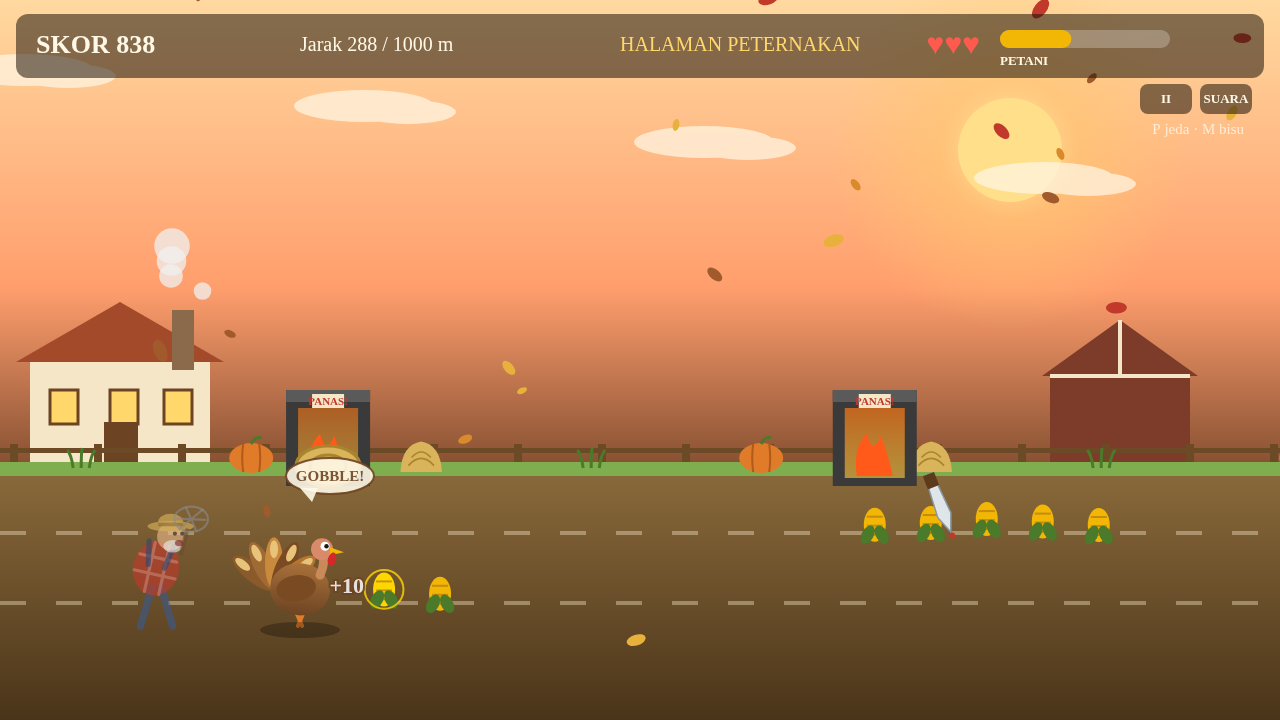 SKOR 838
Jarak 288 / 1000 m
HALAMAN PETERNAKAN
PETANI
II
SUARA
P jeda · M bisu
PANAS!
PANAS!
GOBBLE!
+10